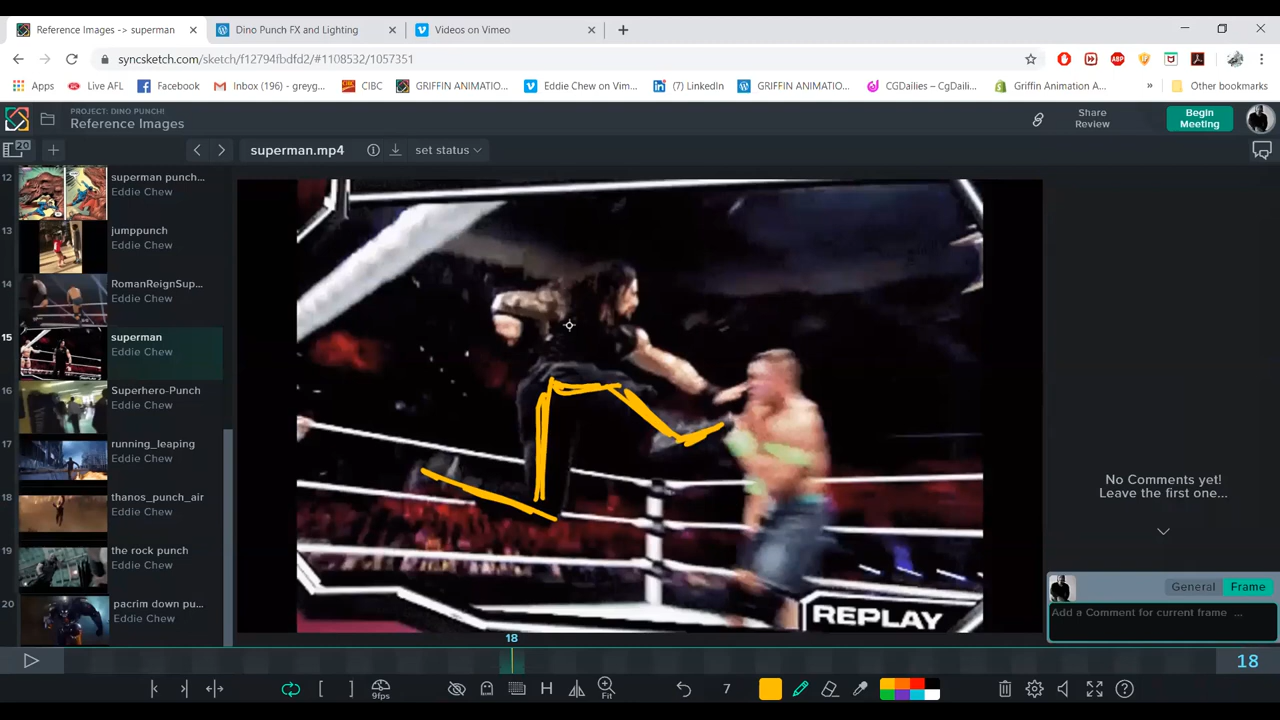 Reference Images -> superman
Dino Punch FX and Lighting
Videos on Vimeo
syncsketch.com/sketch/f12794fbdfd2/#1108532/1057351
Apps
Live AFL
Facebook
Inbox (196) - greyg...
CIBC
GRIFFIN ANIMATIO...
Eddie Chew on Vim...
(7) LinkedIn
GRIFFIN ANIMATIO...
CGDailies – CgDaili...
Griffin Animation A...
»
Other bookmarks
ABP
PROJECT: DINO PUNCH!
Reference Images
Share
Review
Begin
Meeting
20
superman.mp4
set status
12
superman punch...
Eddie Chew
13
jumppunch
Eddie Chew
14
RomanReignSup...
Eddie Chew
15
superman
Eddie Chew
16
Superhero-Punch
Eddie Chew
17
running_leaping
Eddie Chew
18
thanos_punch_air
Eddie Chew
19
the rock punch
Eddie Chew
20
pacrim down pu...
Eddie Chew
REPLAY
No Comments yet!
Leave the first one...
General
Frame
Add a Comment for current frame ...
18
18
[
]
9fps
H
Fit
7